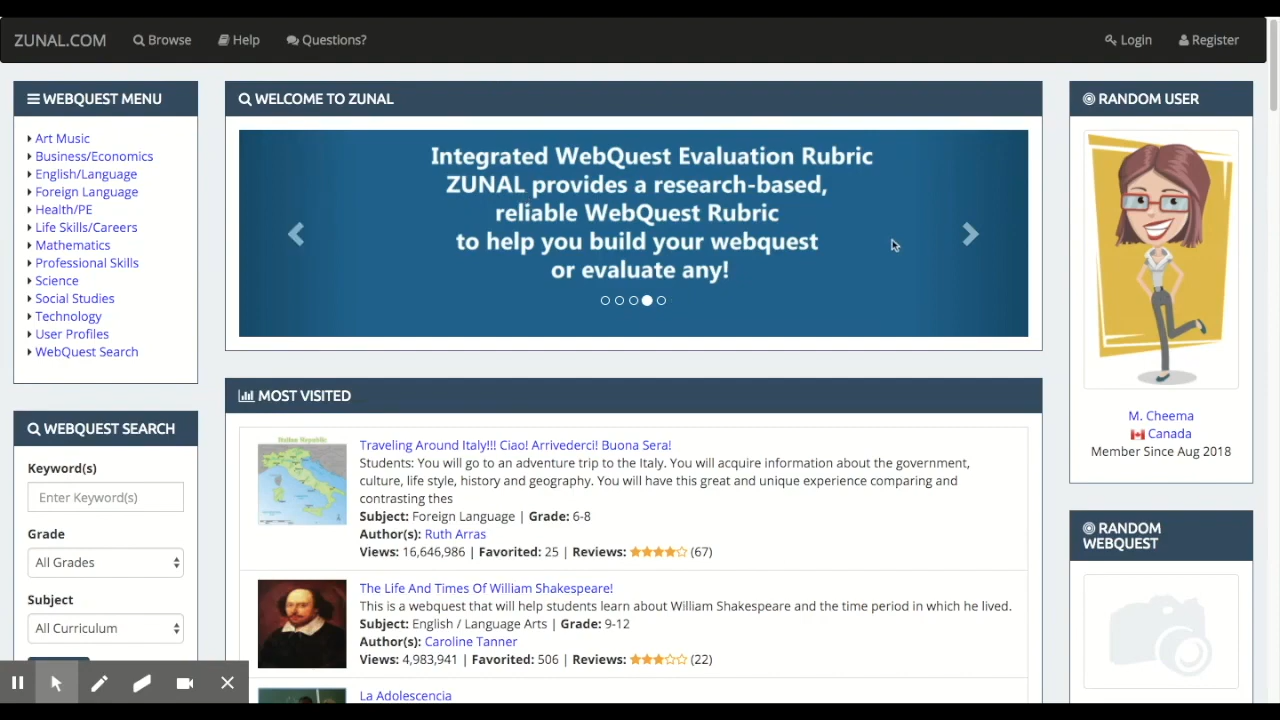 ZUNAL.COM Browse Help Questions? Login Register
WEBQUEST MENU
Art Music
Business/Economics
English/Language
Foreign Language
Health/PE
Life Skills/Careers
Mathematics
Professional Skills
Science
Social Studies
Technology
User Profiles
WebQuest Search
WEBQUEST SEARCH
Keyword(s)
Enter Keyword(s)
Grade
All Grades
Subject
All Curriculum
WELCOME TO ZUNAL
Integrated WebQuest Evaluation Rubric
ZUNAL provides a research-based,
reliable WebQuest Rubric
to help you build your webquest
or evaluate any!
MOST VISITED
Traveling Around Italy!!! Ciao! Arrivederci! Buona Sera!
Students: You will go to an adventure trip to the Italy. You will acquire information about the government,
culture, life style, history and geography. You will have this great and unique experience comparing and
contrasting thes
Subject: Foreign Language | Grade: 6-8
Author(s): Ruth Arras
Views: 16,646,986 | Favorited: 25 | Reviews: (67)
The Life And Times Of William Shakespeare!
This is a webquest that will help students learn about William Shakespeare and the time period in which he lived.
Subject: English / Language Arts | Grade: 9-12
Author(s): Caroline Tanner
Views: 4,983,941 | Favorited: 506 | Reviews: (22)
La Adolescencia
RANDOM USER
M. Cheema
Canada
Member Since Aug 2018
RANDOM
WEBQUEST